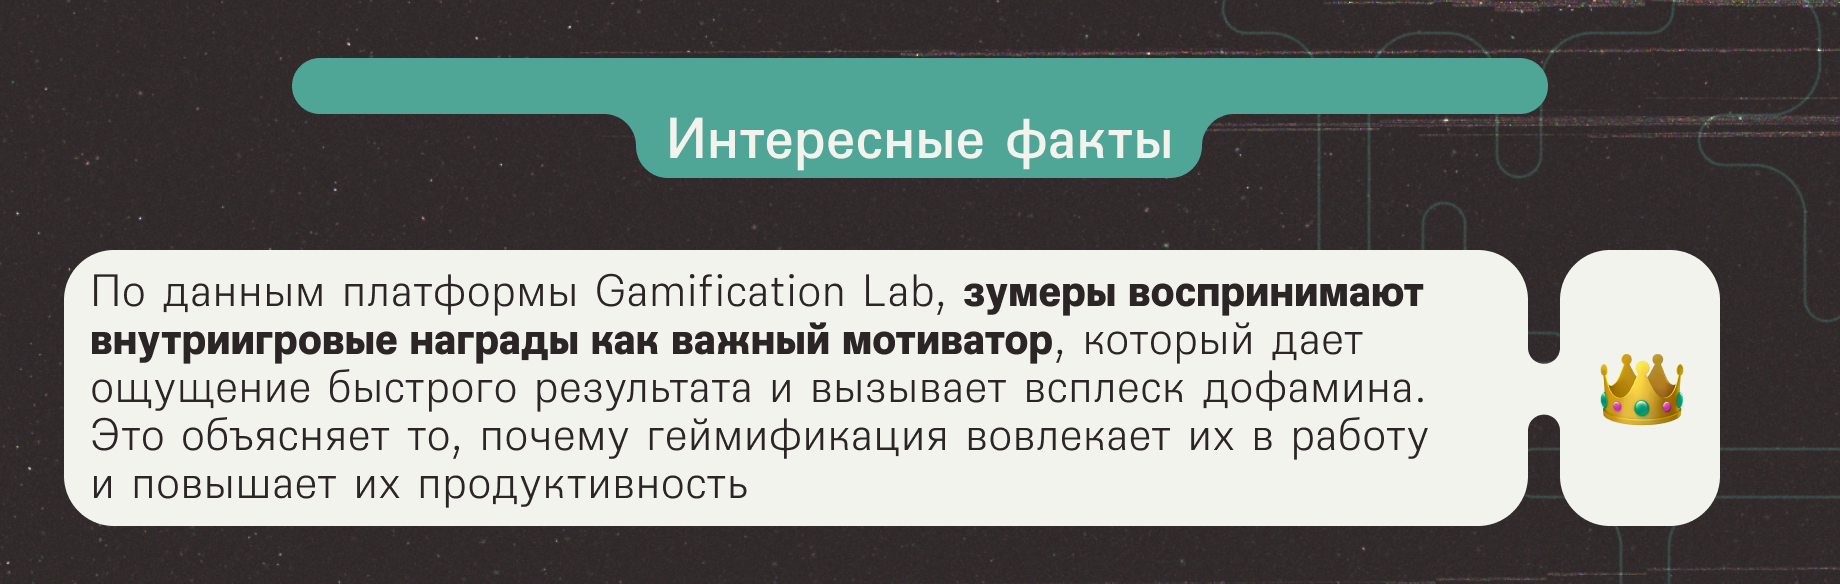 Интересные факты
По данным платформы Gamification Lab, зумеры воспринимают
внутриигровые награды как важный мотиватор, который дает
ощущение быстрого результата и вызывает всплеск дофамина.
Это объясняет то, почему геймификация вовлекает их в работу
и повышает их продуктивность